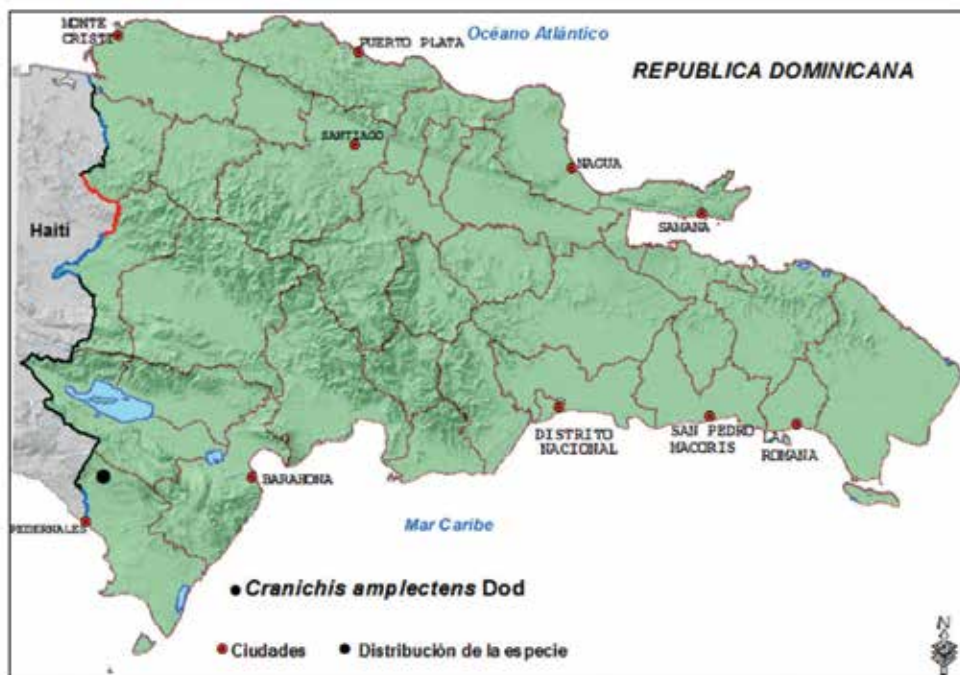 MONTE
CRISTI
PUERTO PLATA
Océano Atlántico
REPUBLICA DOMINICANA
SANTIAGO
NAGUA
SAMANA
Haití
DISTRITO
NACIONAL
SAN PEDRO
MACORIS
LA
ROMANA
BARAHONA
PEDERNALES
Mar Caribe
Cranichis amplectens Dod
Ciudades
Distribución de la especie
N